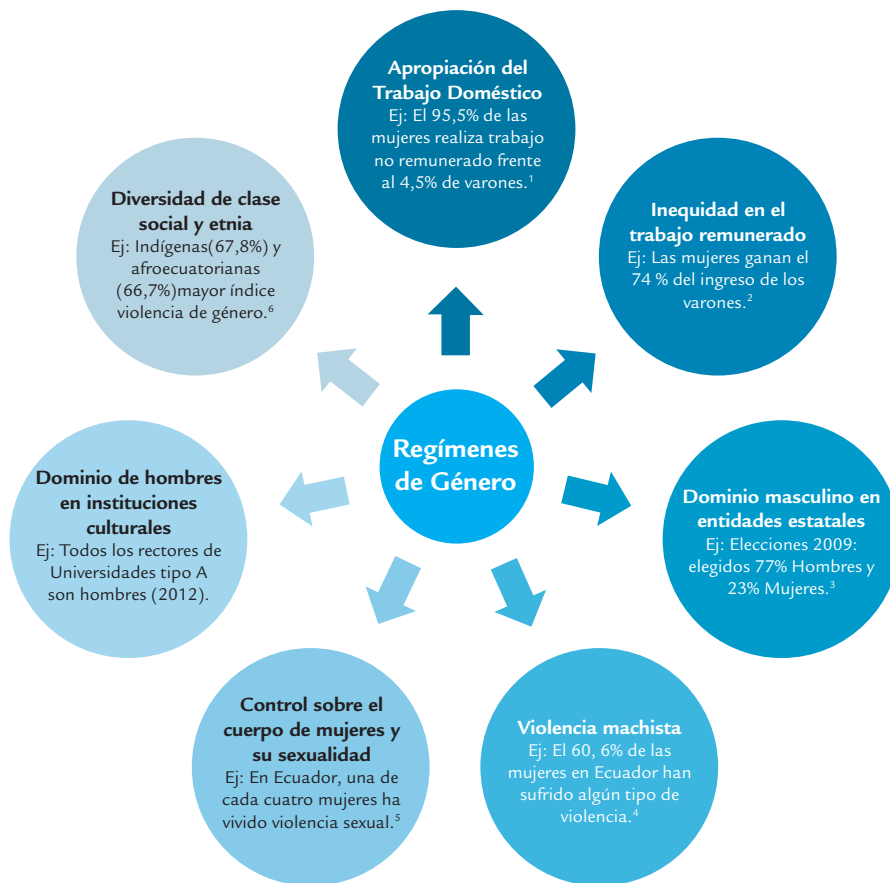 Apropiación del
Trabajo Doméstico
Ej: El 95,5% de las
mujeres realiza trabajo
no remunerado frente
al 4,5% de varones.¹
Inequidad en el
trabajo remunerado
Ej: Las mujeres ganan el
74 % del ingreso de los
varones.²
Dominio masculino en
entidades estatales
Ej: Elecciones 2009:
elegidos 77% Hombres y
23% Mujeres.³
Violencia machista
Ej: El 60, 6% de las
mujeres en Ecuador han
sufrido algún tipo de
violencia.⁴
Control sobre el
cuerpo de mujeres y
su sexualidad
Ej: En Ecuador, una de
cada cuatro mujeres ha
vivido violencia sexual.⁵
Dominio de hombres
en instituciones
culturales
Ej: Todos los rectores de
Universidades tipo A
son hombres (2012).
Diversidad de clase
social y etnia
Ej: Indígenas(67,8%) y
afroecuatorianas
(66,7%)mayor índice
violencia de género.⁶
Regímenes
de Género